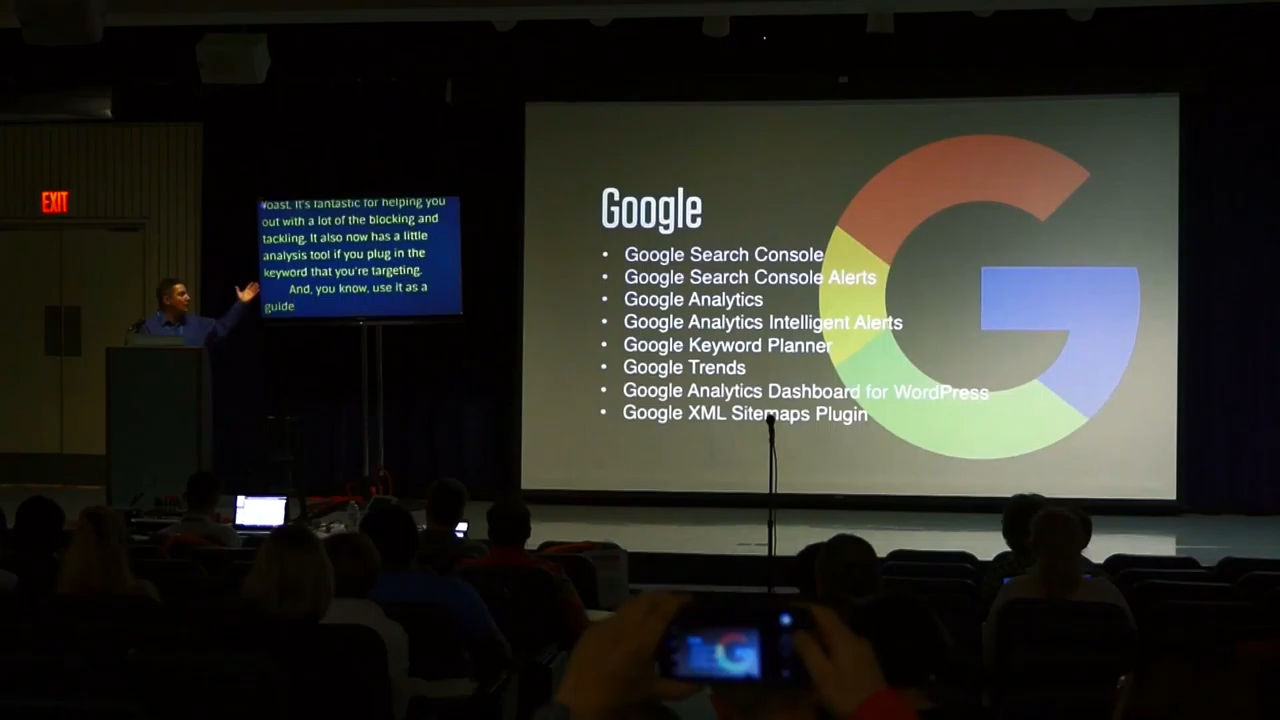 EXIT
Yoast. It's fantastic for helping you
out with a lot of the blocking and
tackling. It also now has a little
analysis tool if you plug in the
keyword that you're targeting.
And, you know, use it as a
guide
Google
• Google Search Console
• Google Search Console Alerts
• Google Analytics
• Google Analytics Intelligent Alerts
• Google Keyword Planner
• Google Trends
• Google Analytics Dashboard for WordPress
• Google XML Sitemaps Plugin